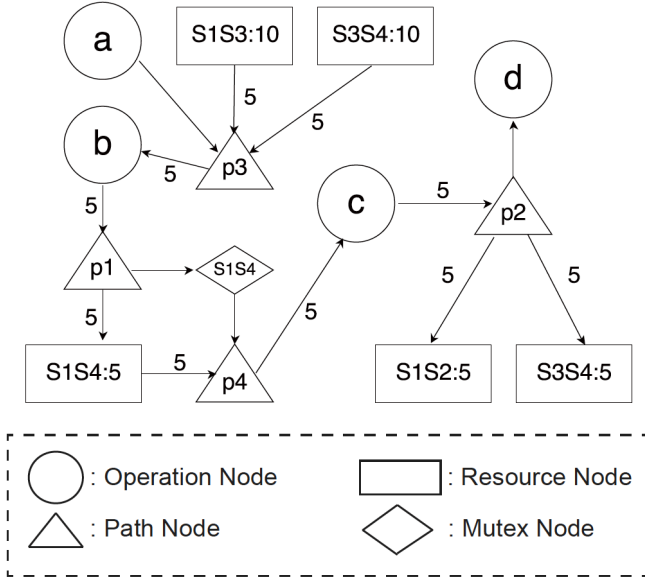 a
S1S3:10
S3S4:10
d
5
5
b
5
p3
5
5
c
5
p2
p1
S1S4
5
5
5
5
S1S4:5
5
p4
S1S2:5
S3S4:5
: Operation Node
: Resource Node
: Path Node
: Mutex Node